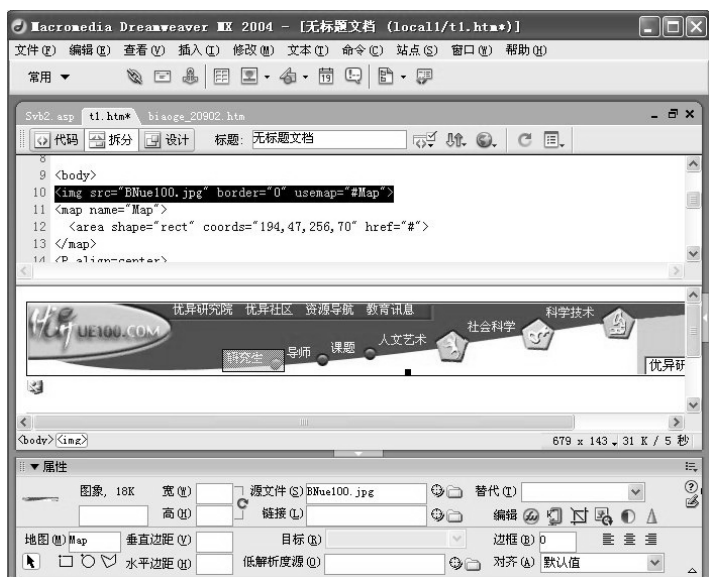 Macromedia Dreamweaver MX 2004 - [无标题文档 (local1/t1.htm*)]
文件(F) 编辑(E) 查看(V) 插入(I) 修改(M) 文本(T) 命令(C) 站点(S) 窗口(W) 帮助(H)
常用
Svb2.asp t1.htm* biaoge_20902.htm
代码 拆分 设计 标题: 无标题文档
8
9 <body>
10 <img src="BNue100.jpg" border="0" usemap="#Map">
11 <map name="Map">
12 <area shape="rect" coords="194,47,256,70" href="#">
13 </map>
14 <P align=center>
优异研究院 优异社区 资源导航 教育讯息
科学技术
社会科学
UE100.COM
人文艺术
课题
导师
研究生
优异研
<body> <img> 679 x 143 31 K / 5 秒
属性
图象, 18K 宽(W) 源文件(S) BNue100.jpg 替代(T)
高(H) 链接(L) 编辑
地图(M) Map 垂直边距(V) 目标(R) 边框(B) 0
水平边距(P) 低解析度源(O) 对齐(A) 默认值